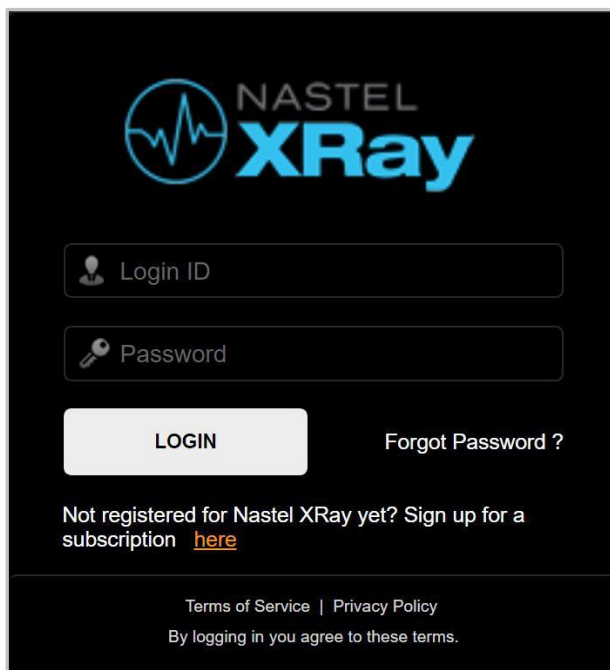 NASTEL
XRay
Login ID
Password
LOGIN
Forgot Password ?
Not registered for Nastel XRay yet? Sign up for a
subscription here
Terms of Service | Privacy Policy
By logging in you agree to these terms.